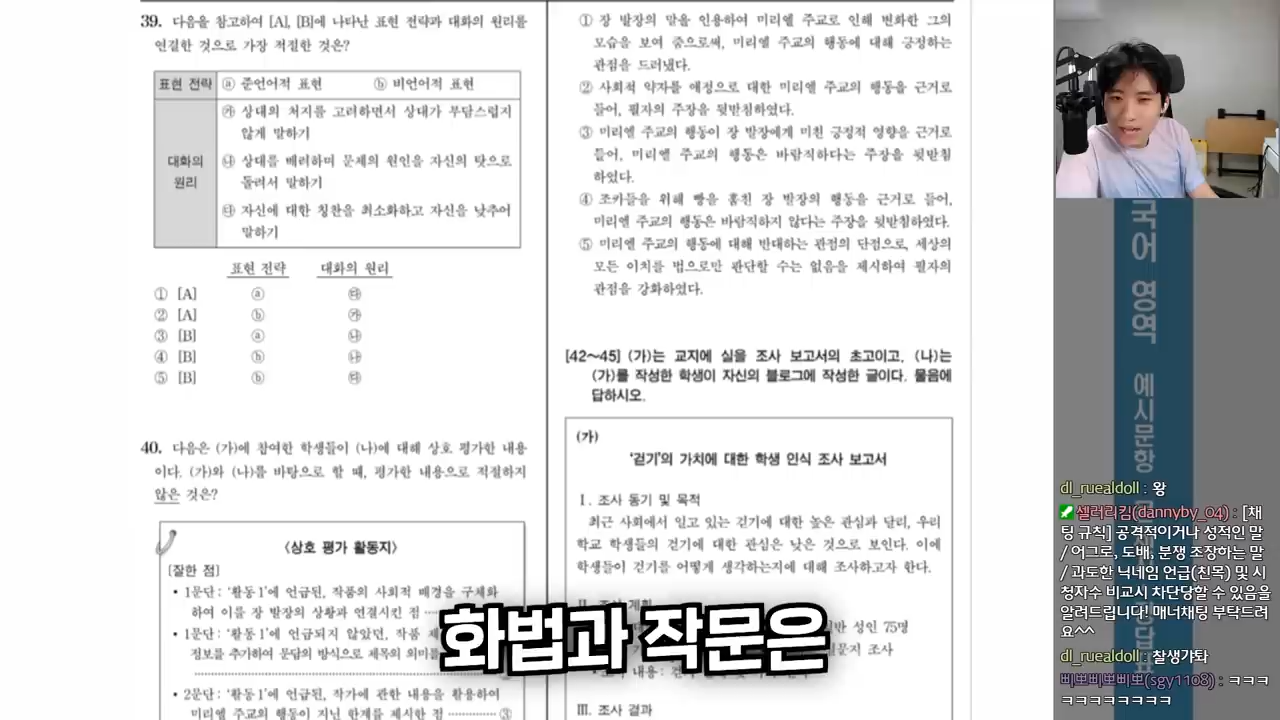 39. 다음을 참고하여 [A], [B]에 나타난 표현 전략과 대화의 원리를
연결한 것으로 가장 적절한 것은?
표현 전략 ⓐ 준언어적 표현 ⓑ 비언어적 표현
대화의
원리
㉮ 상대의 처지를 고려하면서 상대가 부담스럽지
않게 말하기
㉯ 상대를 배려하며 문제의 원인을 자신의 탓으로
돌려서 말하기
㉰ 자신에 대한 칭찬을 최소화하고 자신을 낮추어
말하기
표현 전략 대화의 원리
① [A] ⓐ ㉰
② [A] ⓑ ㉮
③ [B] ⓐ ㉯
④ [B] ⓑ ㉯
⑤ [B] ⓑ ㉰
40. 다음은 (가)에 참여한 학생들이 (나)에 대해 상호 평가한 내용
이다. (가)와 (나)를 바탕으로 할 때, 평가한 내용으로 적절하지
않은 것은?
〈상호 평가 활동지〉
[잘한 점]
• 1문단: '활동 1'에 언급된, 작품의 사회적 배경을 구체화
하여 이를 장 발장의 상황과 연결시킨 점
• 1문단: '활동 1'에 언급되지 않았던, 작품 제
정보를 추가하여 문답의 방식으로 제목의 의미를
• 2문단: '활동 1'에 언급된, 작가에 관한 내용을 활용하여
미리엘 주교의 행동이 지닌 한계를 제시한 점 ············ ③
① 장 발장의 말을 인용하여 미리엘 주교로 인해 변화한 그의
모습을 보여 줌으로써, 미리엘 주교의 행동에 대해 긍정하는
관점을 드러냈다.
② 사회적 약자를 애정으로 대한 미리엘 주교의 행동을 근거로
들어, 필자의 주장을 뒷받침하였다.
③ 미리엘 주교의 행동이 장 발장에게 미친 긍정적 영향을 근거로
들어, 미리엘 주교의 행동은 바람직하다는 주장을 뒷받침
하였다.
④ 조카들을 위해 빵을 훔친 장 발장의 행동을 근거로 들어,
미리엘 주교의 행동은 바람직하지 않다는 주장을 뒷받침하였다.
⑤ 미리엘 주교의 행동에 대해 반대하는 관점의 단점으로, 세상의
모든 이치를 법으로만 판단할 수는 없음을 제시하여 필자의
관점을 강화하였다.
[42～45] (가)는 교지에 실을 조사 보고서의 초고이고, (나)는
(가)를 작성한 학생이 자신의 블로그에 작성한 글이다. 물음에
답하시오.
(가)
'걷기'의 가치에 대한 학생 인식 조사 보고서
Ⅰ. 조사 동기 및 목적
최근 사회에서 일고 있는 걷기에 대한 높은 관심과 달리, 우리
학교 학생들의 걷기에 대한 관심은 낮은 것으로 보인다. 이에
학생들이 걷기를 어떻게 생각하는지에 대해 조사하고자 한다.
Ⅱ. 조사 계획
일반 성인 75명
조사
Ⅲ. 조사 결과
화법과 작문은
국어 영역 예시문항
dl_ruealdoll : 왕
셀러리킴(dannyby_04) : [채
팅 규칙] 공격적이거나 성적인 말
/ 어그로, 도배, 분쟁 조장하는 말
/ 과도한 닉네임 언급(친목) 및 시
청자수 비교시 차단당할 수 있음을
알려드립니다! 매너채팅 부탁드려
요^^
dl_ruealdoll : 찰생갸돠
삐뽀삐뽀삐뽀(sgy1108) : ㅋㅋㅋ
ㅋㅋㅋㅋㅋㅋㅋㅋ